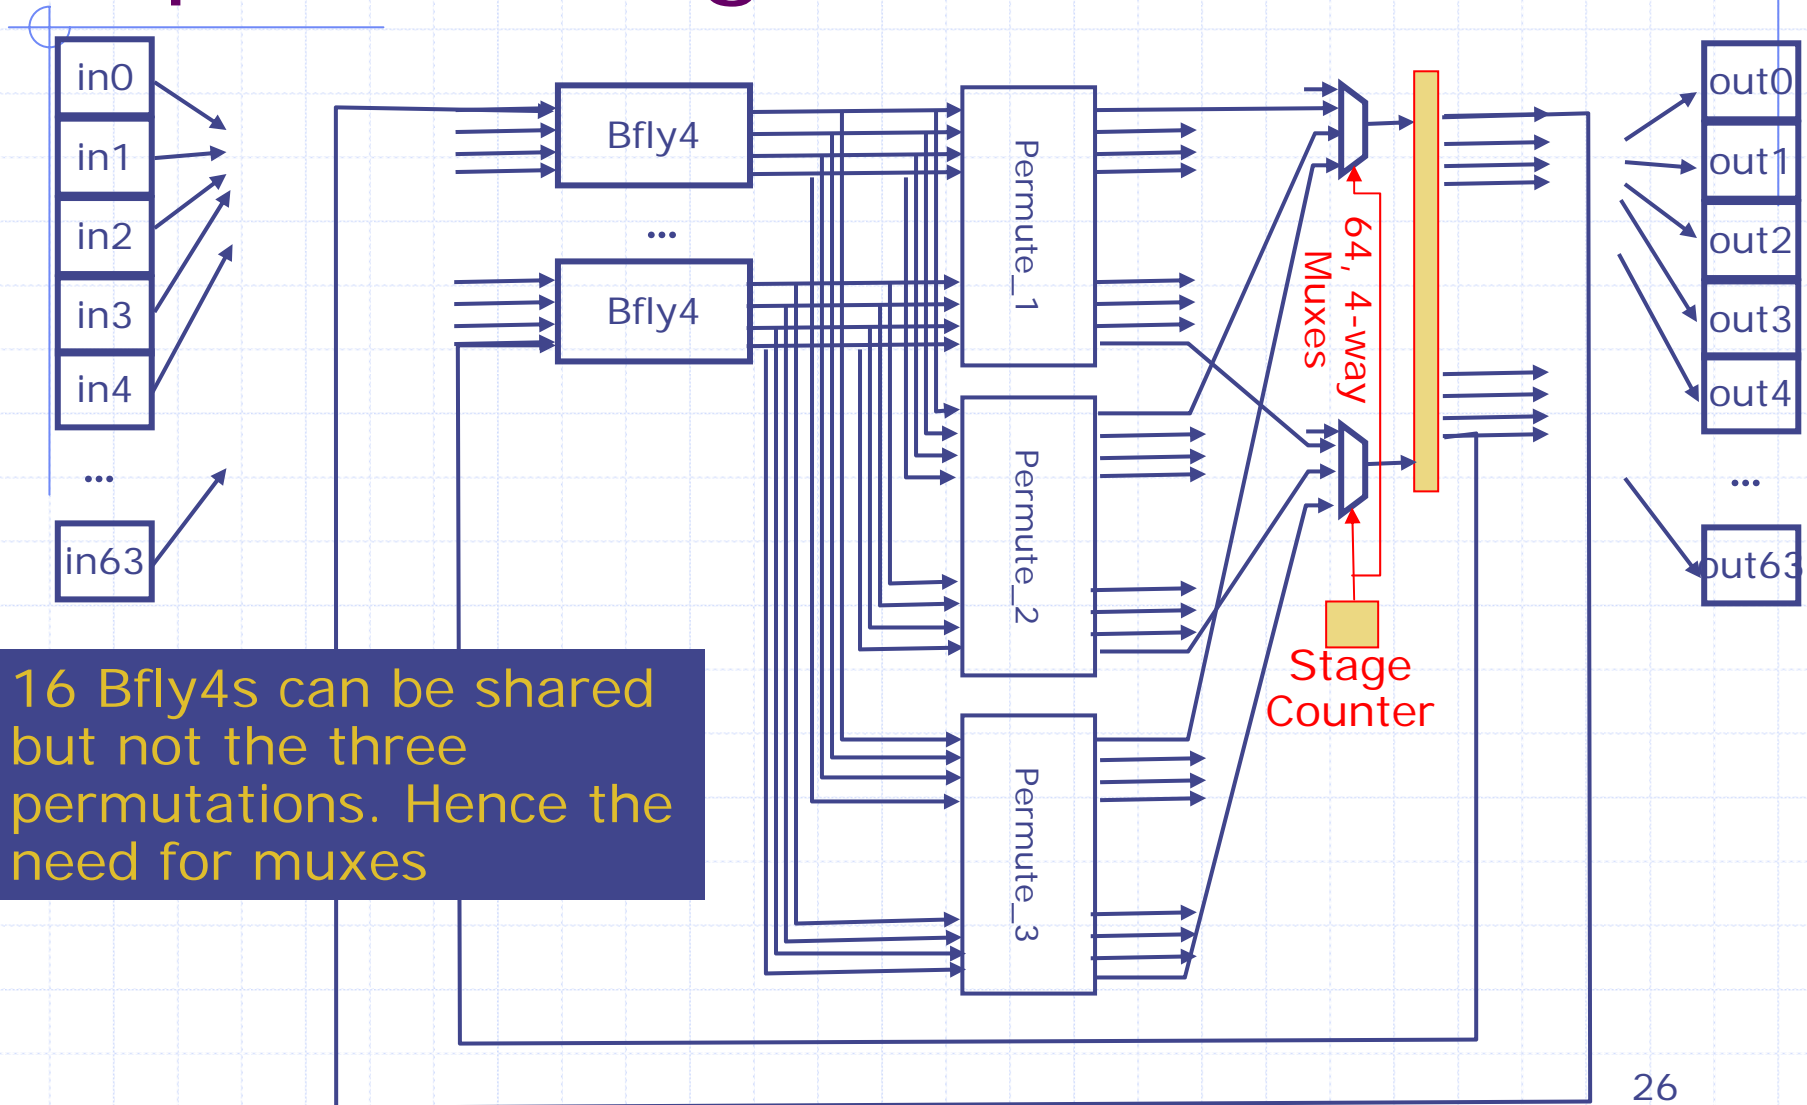 in0
in1
in2
in3
in4
...
in63
Bfly4
...
Bfly4
Permute_1
Permute_2
Permute_3
64, 4-way
Muxes
Stage
Counter
out0
out1
out2
out3
out4
...
out63
16 Bfly4s can be shared
but not the three
permutations. Hence the
need for muxes
26